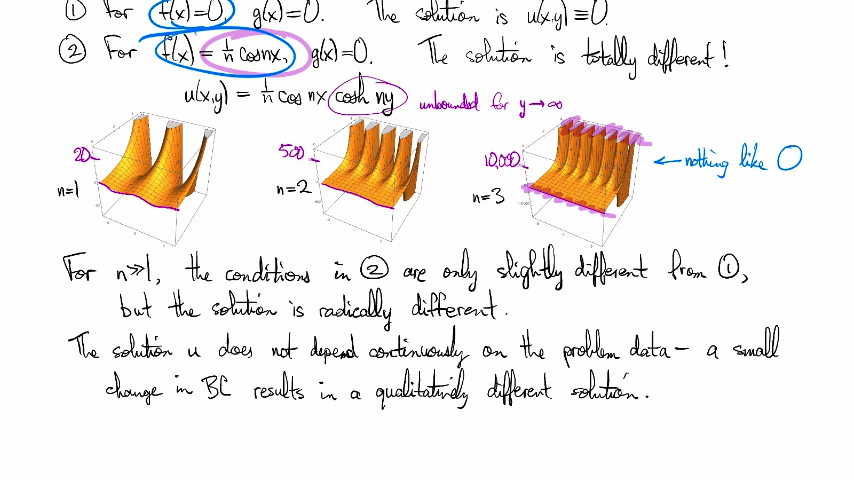 ① For f(x)=0, g(x)=0. The solution is u(x,y)≡0.
② For f(x) = 1/n cosnx, g(x)=0. The solution is totally different!
u(x,y) = 1/n cos nx cosh ny unbounded for y→∞
20 500 10,000 ← nothing like 0
n=1 n=2 n=3
For n≫1, the conditions in ② are only slightly different from ①,
but the solution is radically different.
The solution u does not depend continuously on the problem data – a small
change in BC results in a qualitatively different solution.